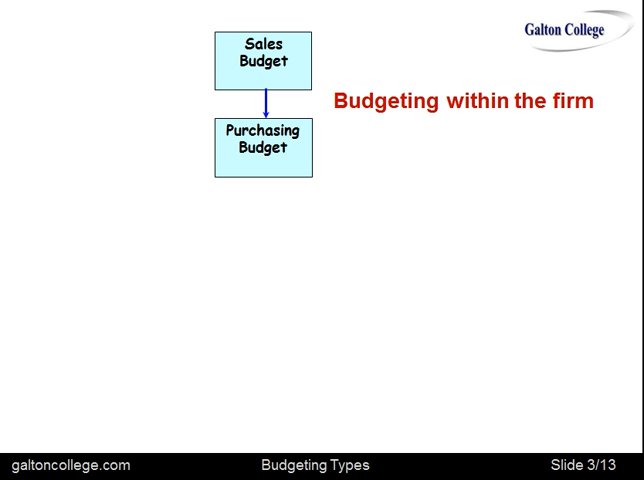 Sales
Budget
Galton College
Budgeting within the firm
Purchasing
Budget
galtoncollege.com
Budgeting Types
Slide 3/13